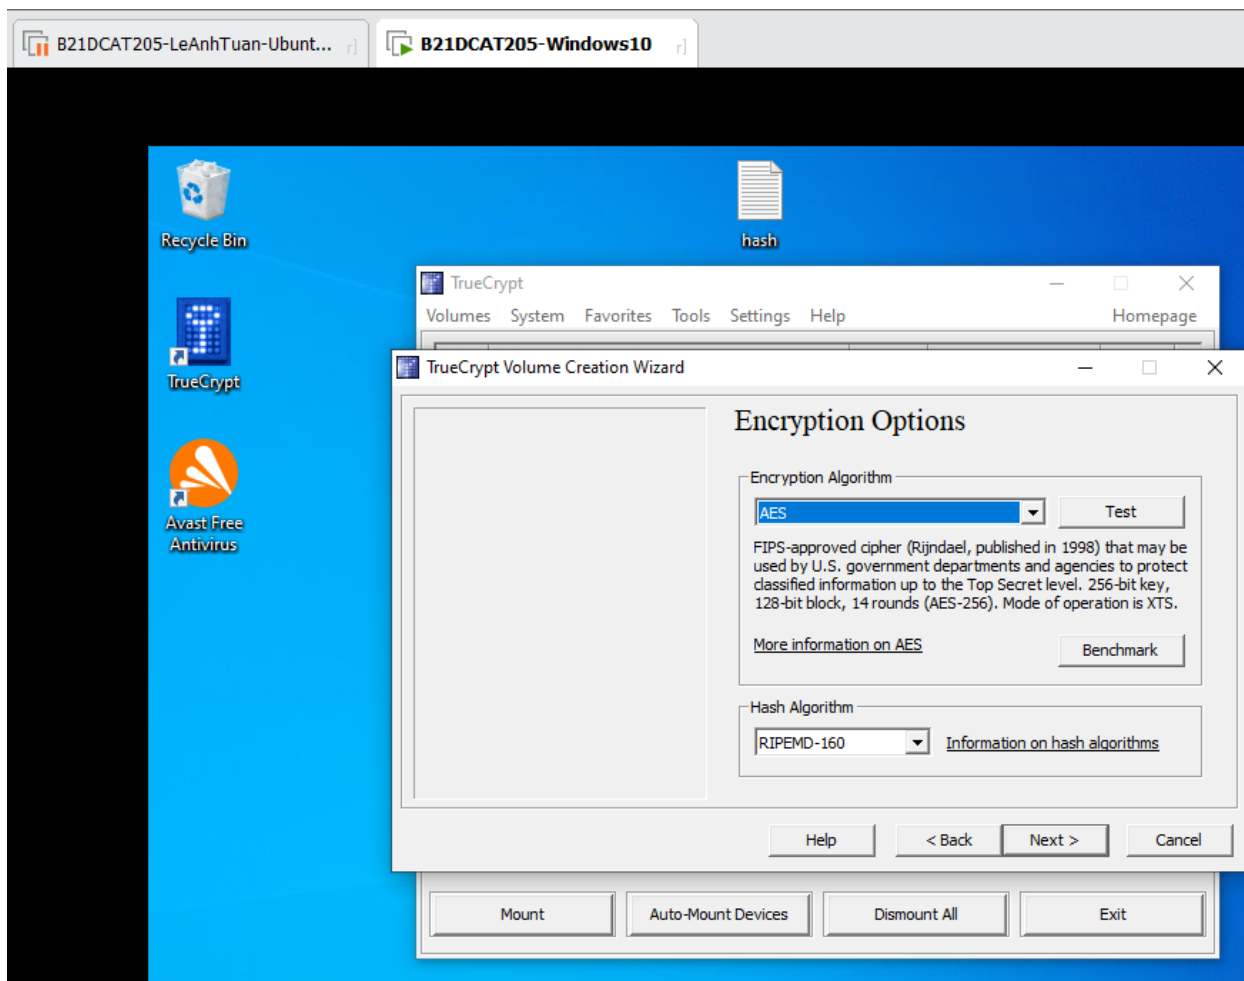 B21DCAT205-LeAnhTuan-Ubunt...
B21DCAT205-Windows10
Recycle Bin
hash
TrueCrypt
Volumes System Favorites Tools Settings Help Homepage
TrueCrypt
TrueCrypt Volume Creation Wizard
Encryption Options
Encryption Algorithm
AES
Test
FIPS-approved cipher (Rijndael, published in 1998) that may be
used by U.S. government departments and agencies to protect
classified information up to the Top Secret level. 256-bit key,
128-bit block, 14 rounds (AES-256). Mode of operation is XTS.
More information on AES
Benchmark
Hash Algorithm
RIPEMD-160
Information on hash algorithms
Help
< Back
Next >
Cancel
Avast Free
Antivirus
Mount
Auto-Mount Devices
Dismount All
Exit